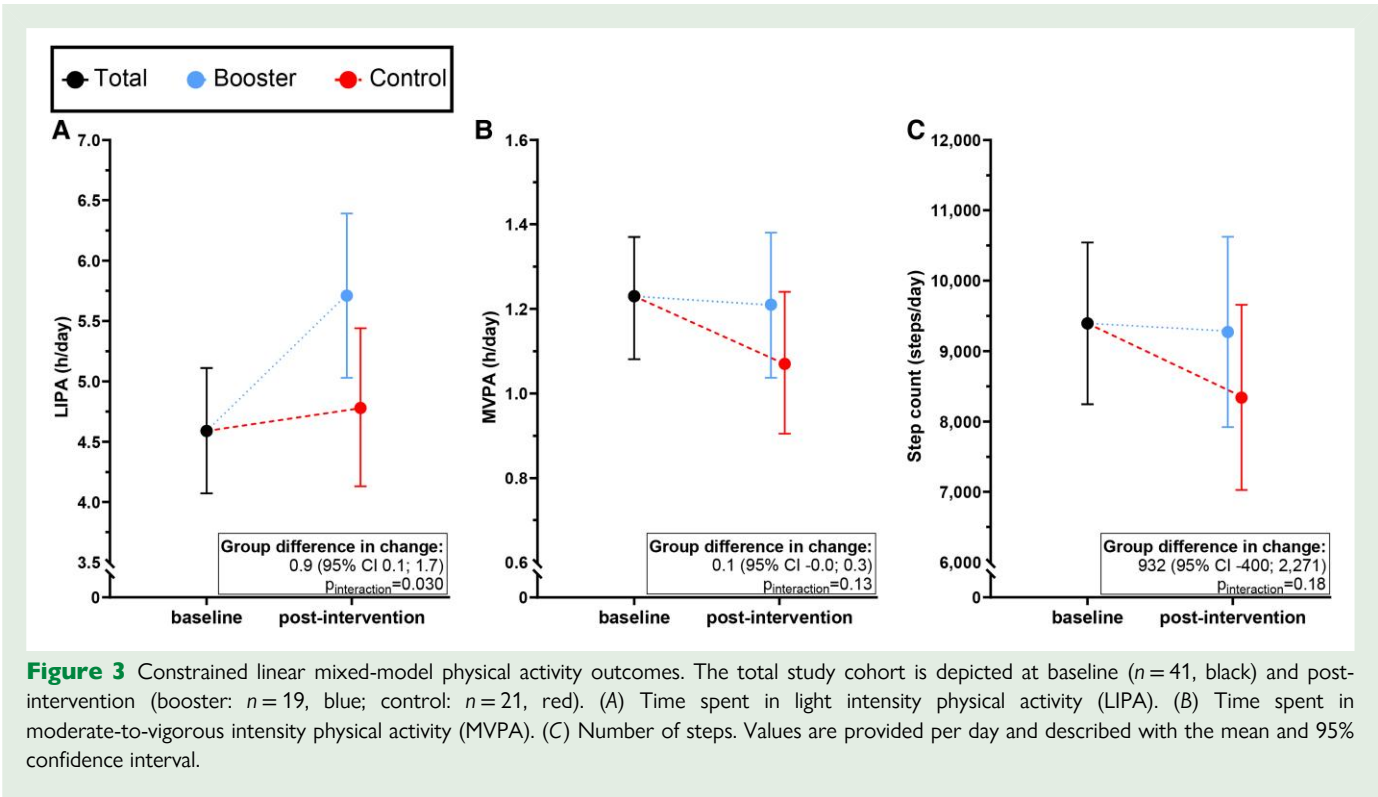 Total Booster Control
A
7.0
6.5
6.0
5.5
5.0
4.5
4.0
3.5
0
LIPA (h/day)
baseline post-intervention
Group difference in change:
0.9 (95% CI 0.1; 1.7)
pinteraction=0.030
B
1.6
1.4
1.2
1.0
0.8
0.6
0
MVPA (h/day)
baseline post-intervention
Group difference in change:
0.1 (95% CI -0.0; 0.3)
pinteraction=0.13
C
12,000
11,000
10,000
9,000
8,000
7,000
6,000
0
Step count (steps/day)
baseline post-intervention
Group difference in change:
932 (95% CI -400; 2,271)
pinteraction=0.18
Figure 3 Constrained linear mixed-model physical activity outcomes. The total study cohort is depicted at baseline (n = 41, black) and post-
intervention (booster: n = 19, blue; control: n = 21, red). (A) Time spent in light intensity physical activity (LIPA). (B) Time spent in
moderate-to-vigorous intensity physical activity (MVPA). (C) Number of steps. Values are provided per day and described with the mean and 95%
confidence interval.